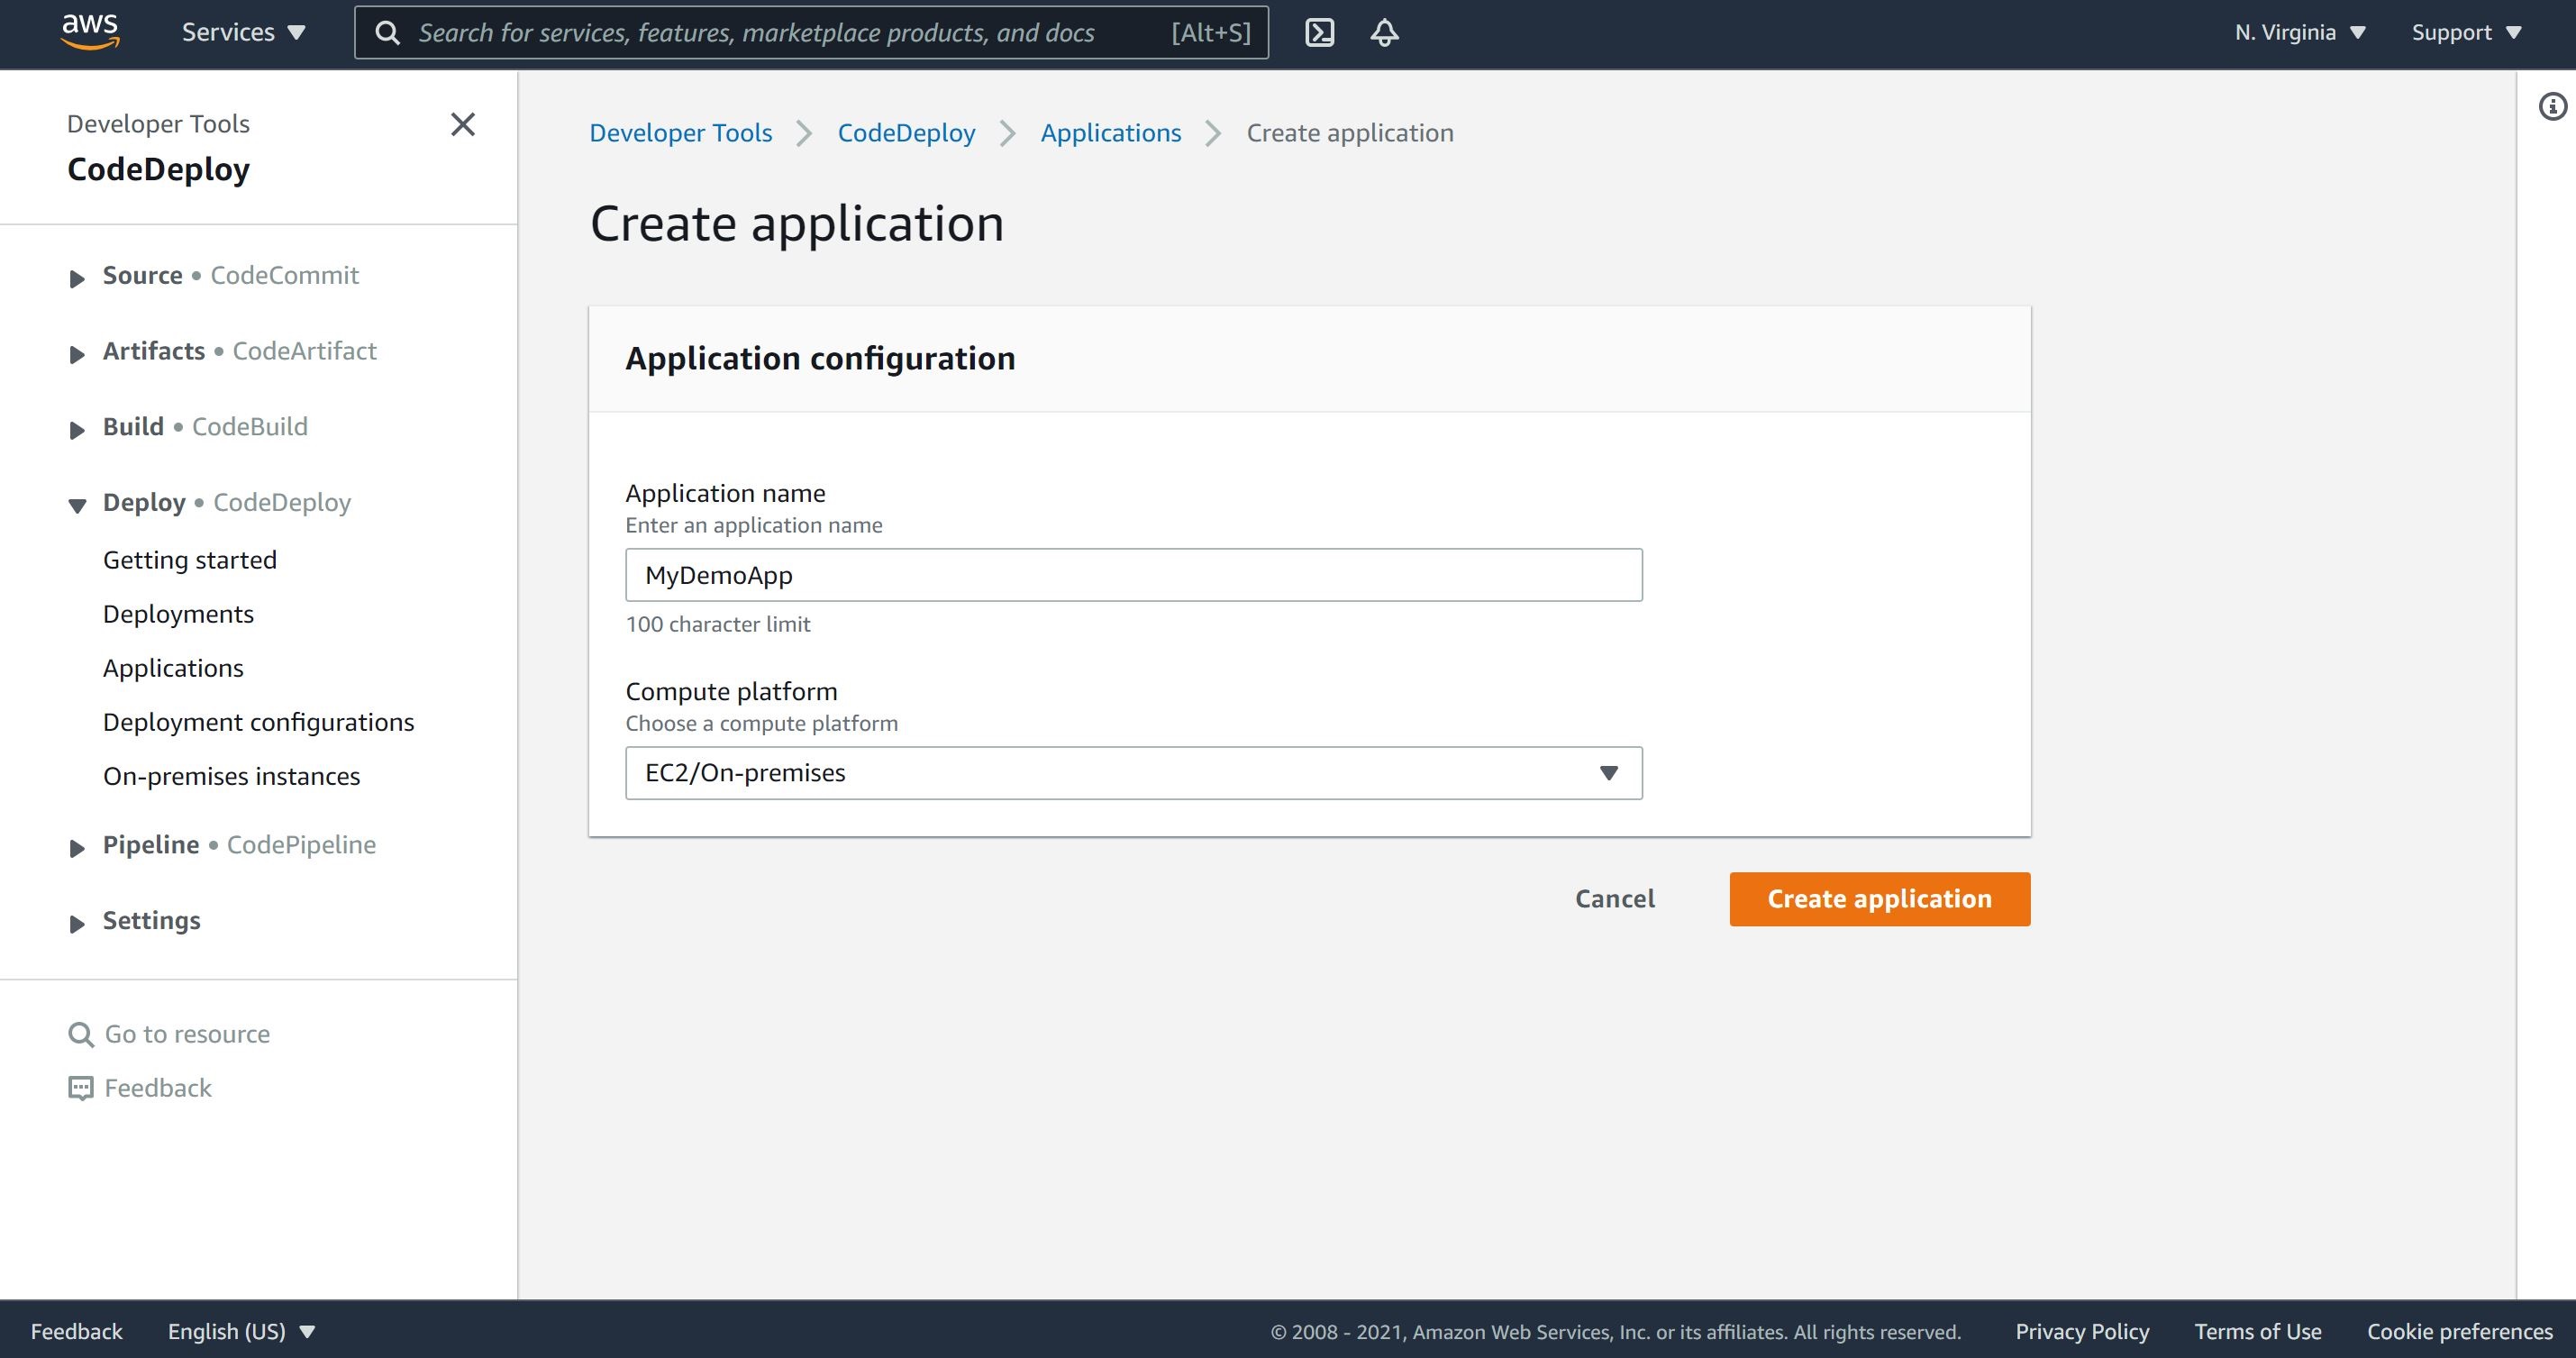 aws Services Search for services, features, marketplace products, and docs [Alt+S] N. Virginia Support
Developer Tools
CodeDeploy
Source • CodeCommit
Artifacts • CodeArtifact
Build • CodeBuild
Deploy • CodeDeploy
Getting started
Deployments
Applications
Deployment configurations
On-premises instances
Pipeline • CodePipeline
Settings
Go to resource
Feedback
Developer Tools CodeDeploy Applications Create application
Create application
Application configuration
Application name
Enter an application name
MyDemoApp
100 character limit
Compute platform
Choose a compute platform
EC2/On-premises
Cancel Create application
Feedback English (US) © 2008 - 2021, Amazon Web Services, Inc. or its affiliates. All rights reserved. Privacy Policy Terms of Use Cookie preferences